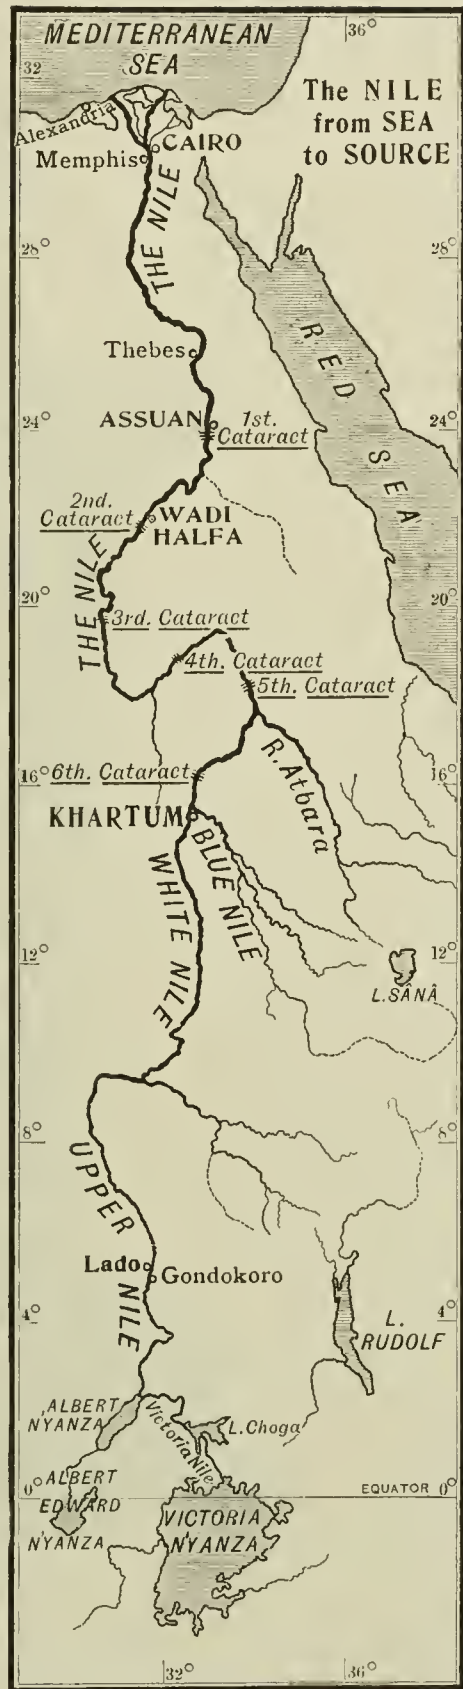 MEDITERRANEAN
SEA
36°
32
The NILE
from SEA
to SOURCE
Alexandria
CAIRO
Memphis
THE NILE
28°
28°
RED SEA
Thebes
ASSUAN
1st.
Cataract
24°
24°
2nd.
Cataract
WADI
HALFA
THE NILE
20°
20°
3rd. Cataract
4th. Cataract
5th. Cataract
R. Atbara
16°
16°
6th. Cataract
KHARTUM
BLUE NILE
WHITE NILE
12°
12°
L. SÂNÂ
8°
8°
UPPER NILE
Lado
Gondokoro
4°
4°
L.
RUDOLF
ALBERT
NYANZA
Victoria Nile
L. Choga
ALBERT
EDWARD
NYANZA
0°
EQUATOR 0°
VICTORIA
NYANZA
32°
36°